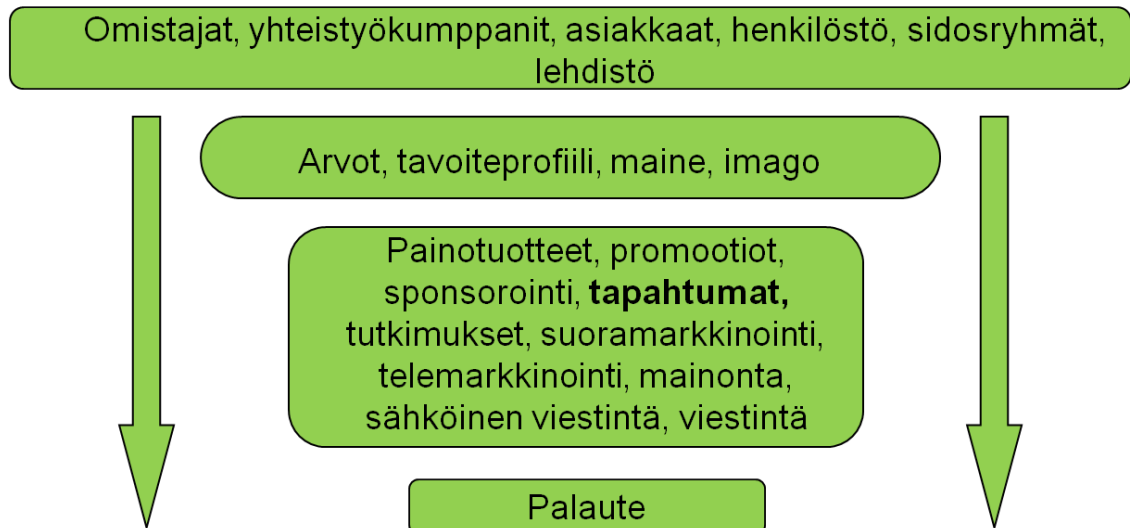 Omistajat, yhteistyökumppanit, asiakkaat, henkilöstö, sidosryhmät,
lehdistö
Arvot, tavoiteprofiili, maine, imago
Painotuotteet, promootiot,
sponsorointi, tapahtumat,
tutkimukset, suoramarkkinointi,
telemarkkinointi, mainonta,
sähköinen viestintä, viestintä
Palaute